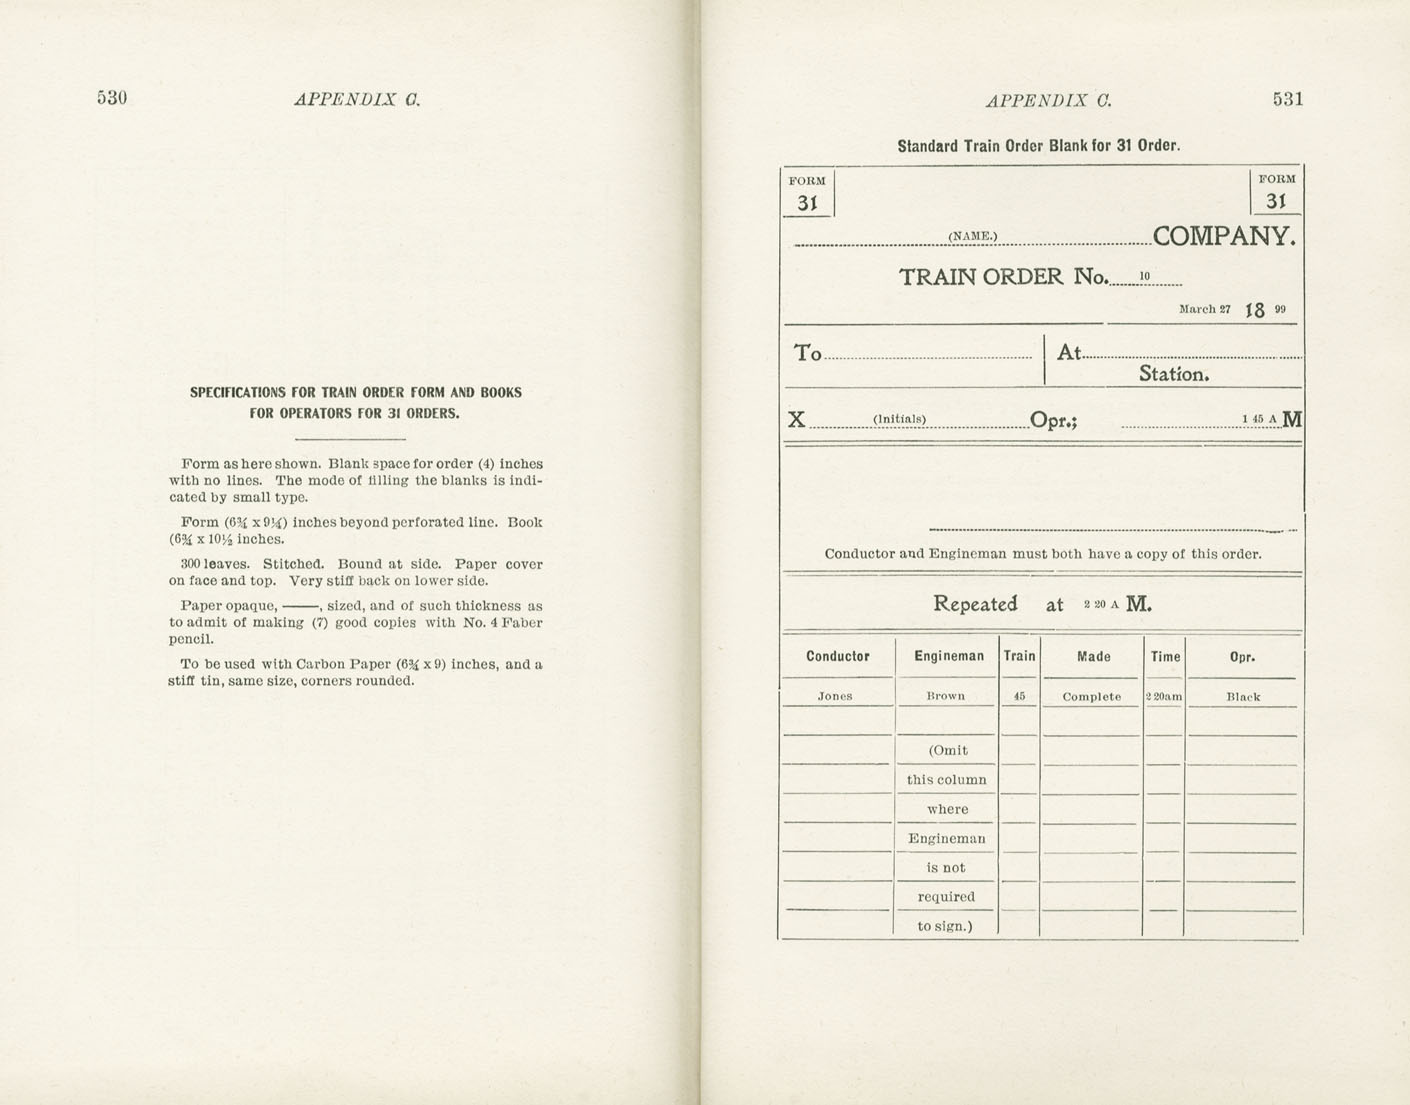 530
APPENDIX C.
SPECIFICATIONS FOR TRAIN ORDER FORM AND BOOKS
FOR OPERATORS FOR 31 ORDERS.
Form as here shown. Blank space for order (4) inches
with no lines. The mode of filling the blanks is indi-
cated by small type.
Form (6¾ x 9¼) inches beyond perforated line. Book
(6¾ x 10½ inches.
300 leaves. Stitched. Bound at side. Paper cover
on face and top. Very stiff back on lower side.
Paper opaque, ——, sized, and of such thickness as
to admit of making (7) good copies with No. 4 Faber
pencil.
To be used with Carbon Paper (6¾ x 9) inches, and a
stiff tin, same size, corners rounded.
APPENDIX C.
531
Standard Train Order Blank for 31 Order.
FORM FORM
31 31
(NAME.) COMPANY.
TRAIN ORDER No. 10
March 27 18 99
To At
Station.
X (Initials) Opr.; 1 45 A M
Conductor and Engineman must both have a copy of this order.
Repeated at 2 20 A M.
Conductor Engineman Train Made Time Opr.
Jones Brown 45 Complete 2 20am Black
(Omit
this column
where
Engineman
is not
required
to sign.)